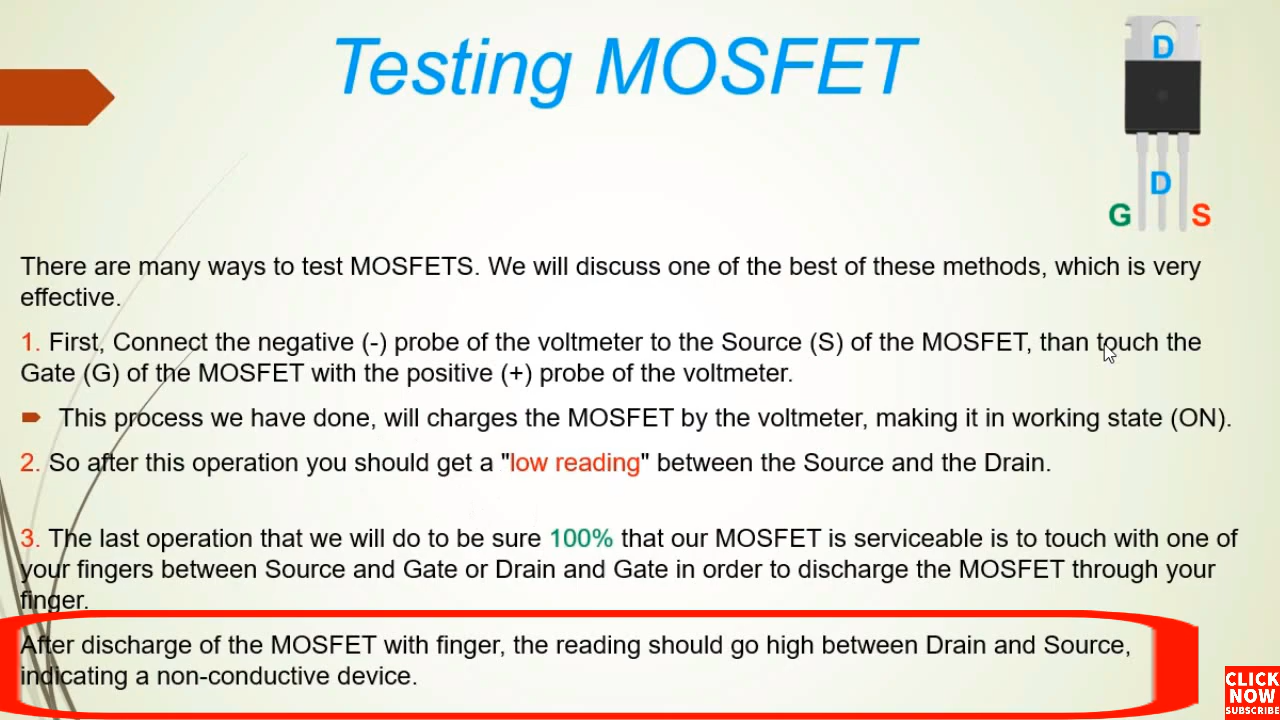 Testing MOSFET
D
D
G
S
There are many ways to test MOSFETS. We will discuss one of the best of these methods, which is very
effective.
1. First, Connect the negative (-) probe of the voltmeter to the Source (S) of the MOSFET, than touch the
Gate (G) of the MOSFET with the positive (+) probe of the voltmeter.
This process we have done, will charges the MOSFET by the voltmeter, making it in working state (ON).
2. So after this operation you should get a "low reading" between the Source and the Drain.
3. The last operation that we will do to be sure 100% that our MOSFET is serviceable is to touch with one of
your fingers between Source and Gate or Drain and Gate in order to discharge the MOSFET through your
finger.
After discharge of the MOSFET with finger, the reading should go high between Drain and Source,
indicating a non-conductive device.
CLICK
NOW
SUBSCRIBE